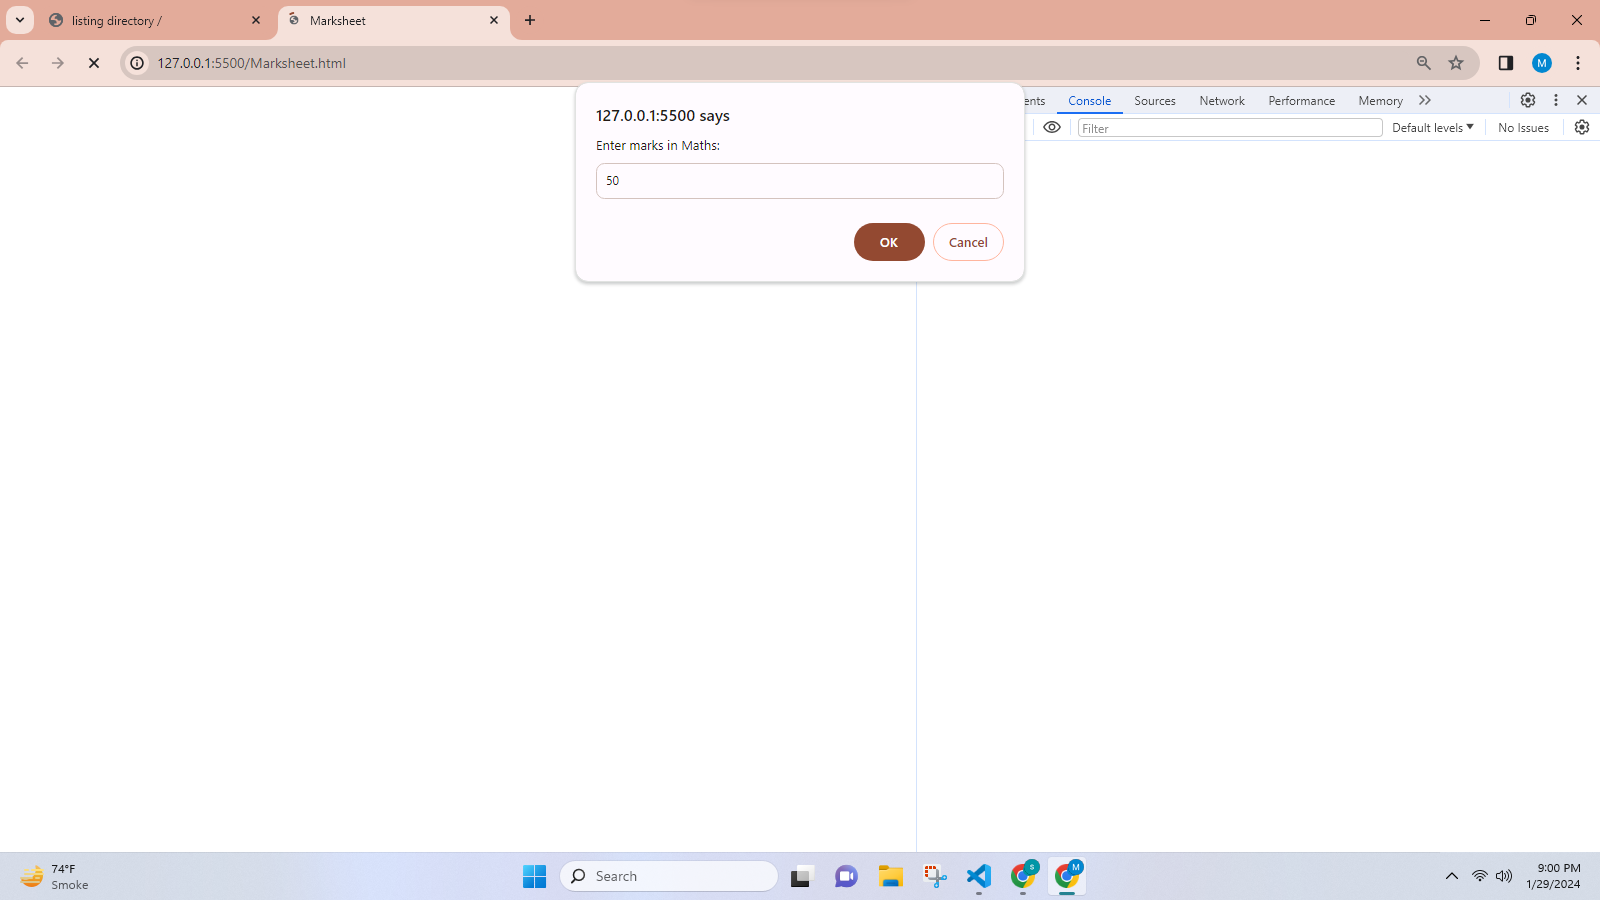 listing directory /
Marksheet
127.0.0.1:5500/Marksheet.html
M
127.0.0.1:5500 says
Enter marks in Maths:
50
OK
Cancel
ents
Console
Sources
Network
Performance
Memory
Filter
Default levels
No Issues
74°F
Smoke
Search
S
M
9:00 PM
1/29/2024